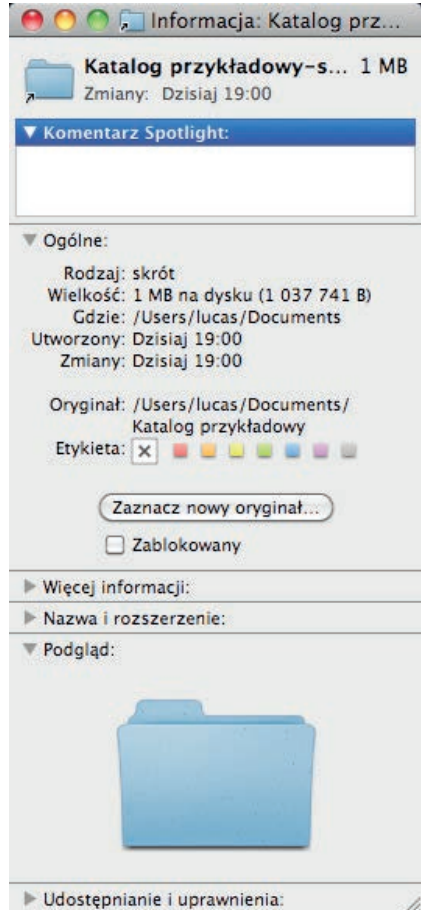 Informacja: Katalog prz...
Katalog przykładowy-s... 1 MB
Zmiany: Dzisiaj 19:00
Komentarz Spotlight:
Ogólne:
Rodzaj: skrót
Wielkość: 1 MB na dysku (1 037 741 B)
Gdzie: /Users/lucas/Documents
Utworzony: Dzisiaj 19:00
Zmiany: Dzisiaj 19:00
Oryginał: /Users/lucas/Documents/
Katalog przykładowy
Etykieta:
Zaznacz nowy oryginał...
Zablokowany
Więcej informacji:
Nazwa i rozszerzenie:
Podgląd:
Udostępnianie i uprawnienia: